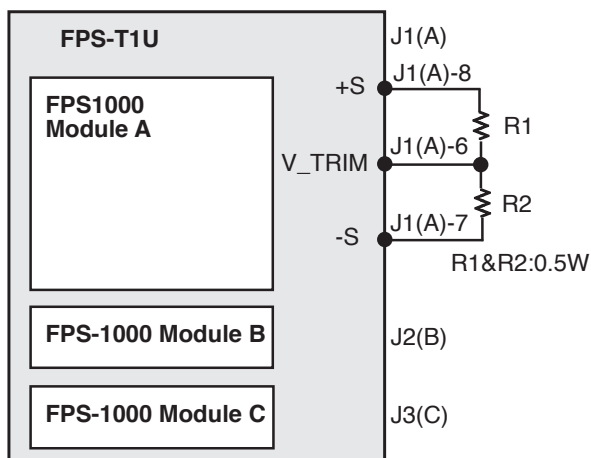 FPS-T1U
J1(A)
+S
J1(A)-8
FPS1000
Module A
R1
V_TRIM
J1(A)-6
R2
-S
J1(A)-7
R1&R2:0.5W
FPS-1000 Module B
J2(B)
FPS-1000 Module C
J3(C)